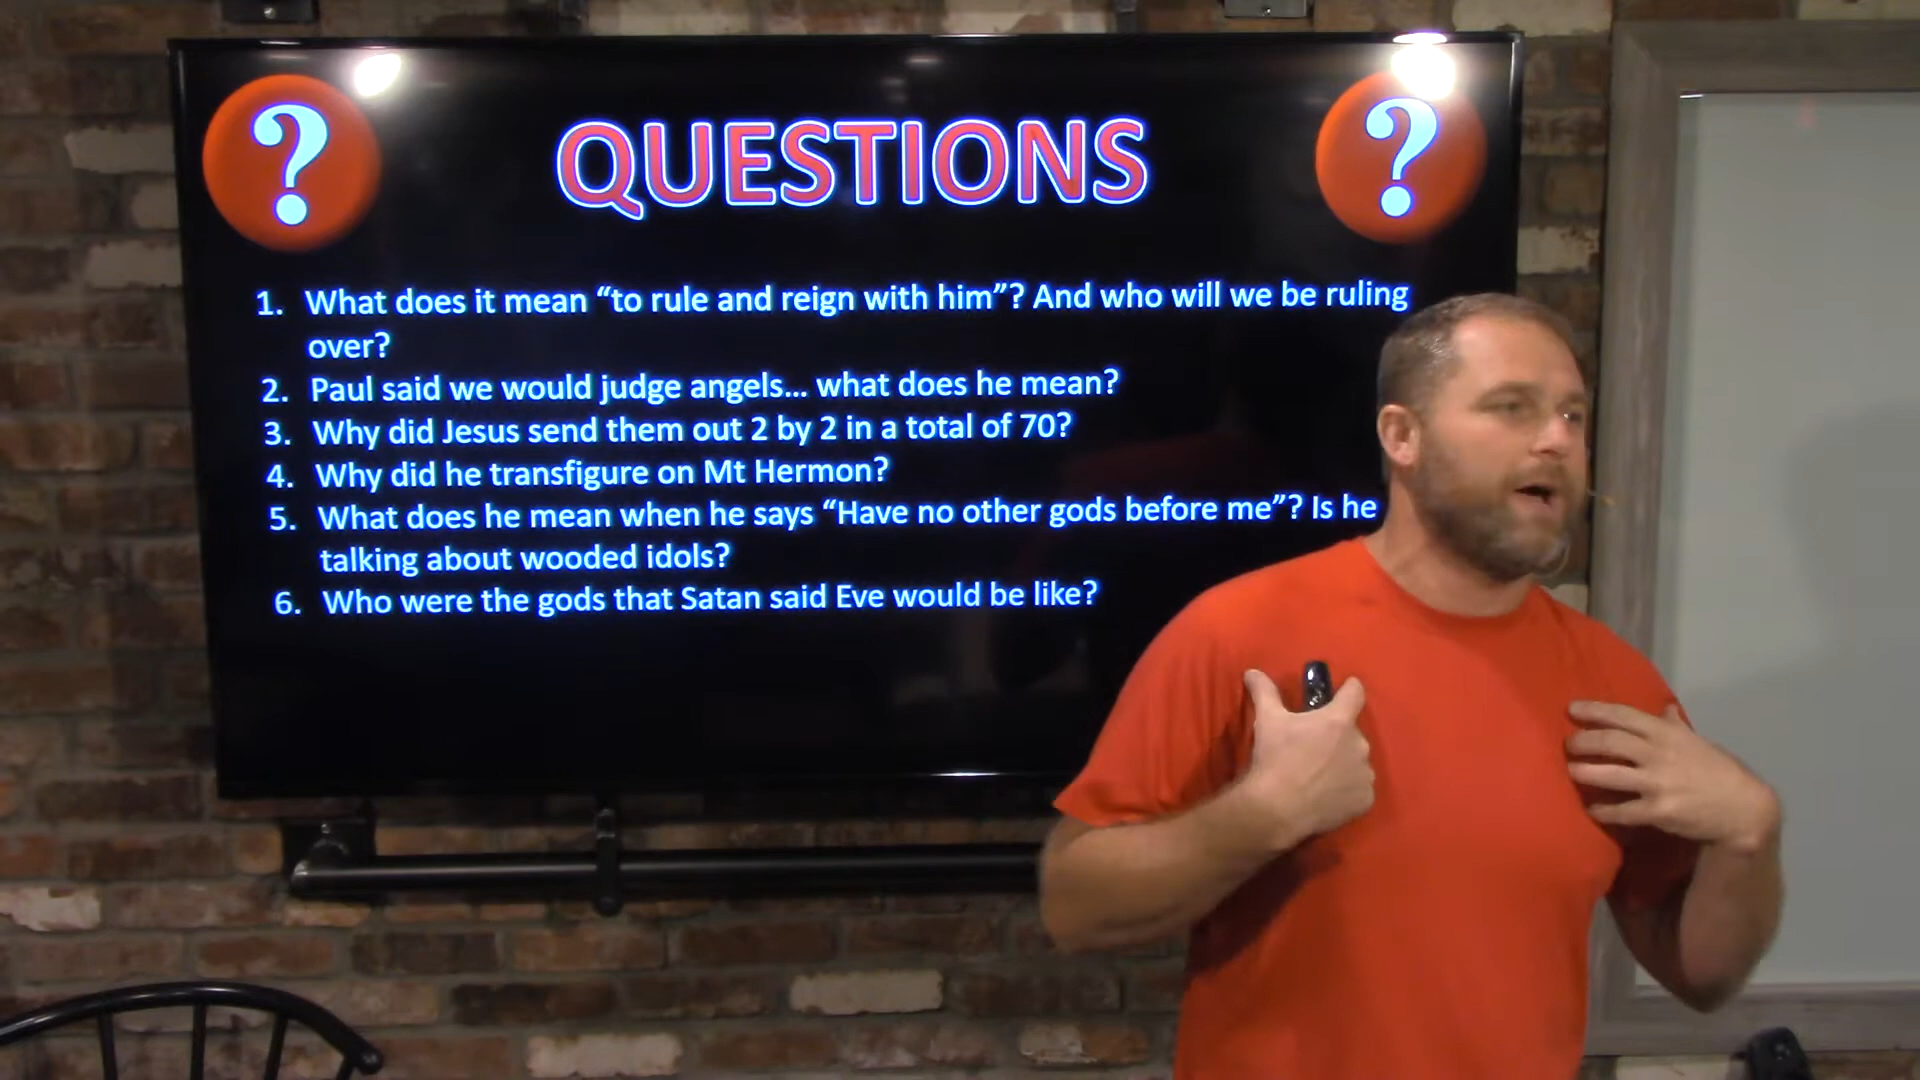 ? QUESTIONS ?
1. What does it mean “to rule and reign with him”? And who will we be ruling
over?
2. Paul said we would judge angels... what does he mean?
3. Why did Jesus send them out 2 by 2 in a total of 70?
4. Why did he transfigure on Mt Hermon?
5. What does he mean when he says “Have no other gods before me”? Is he
talking about wooded idols?
6. Who were the gods that Satan said Eve would be like?